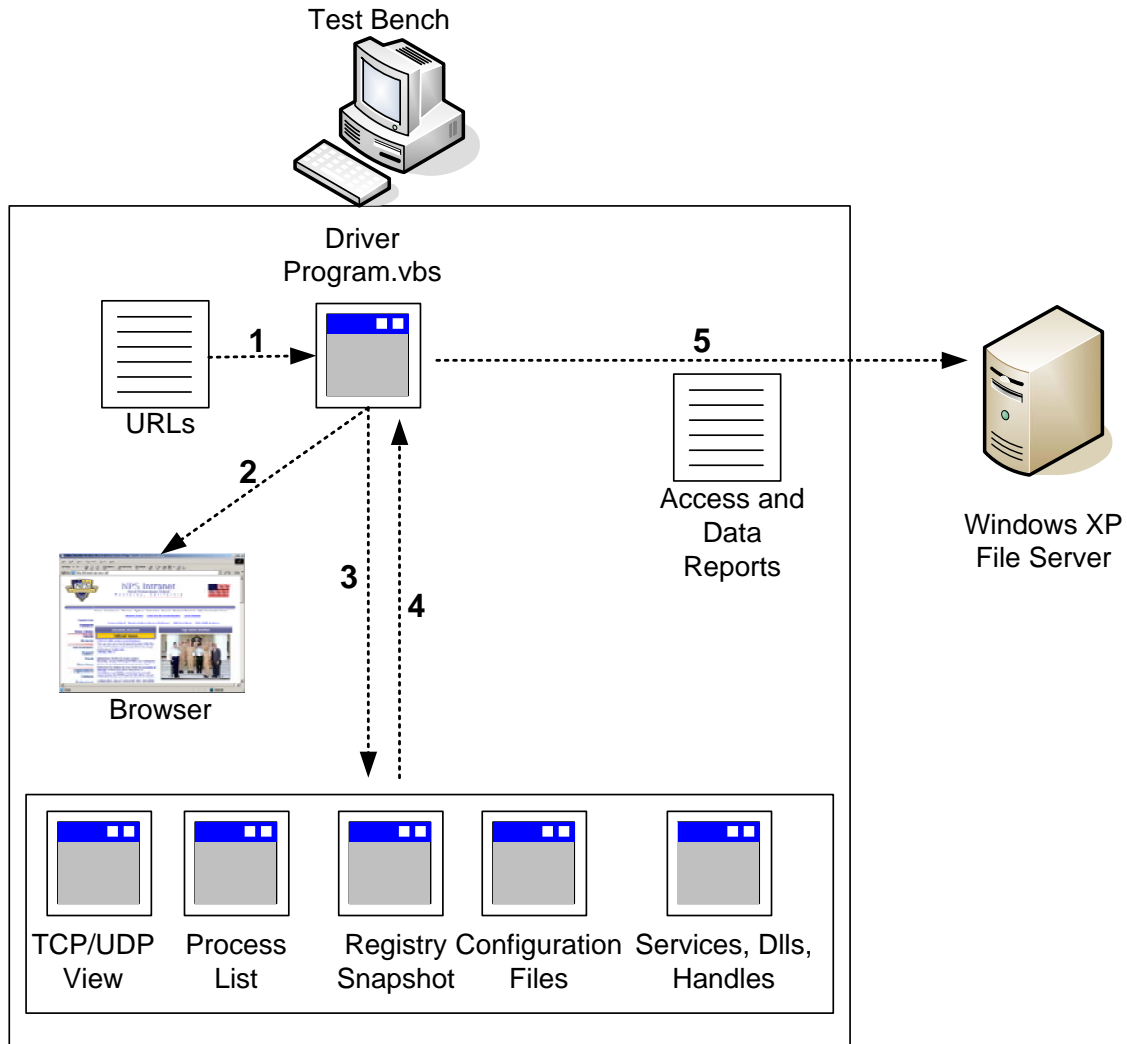 Test Bench
Driver
Program.vbs
1
5
URLs
2
Access and
Data
Reports
Windows XP
File Server
NPS Intranet
3
4
Browser
TCP/UDP
View
Process
List
Registry
Snapshot
Configuration
Files
Services, Dlls,
Handles